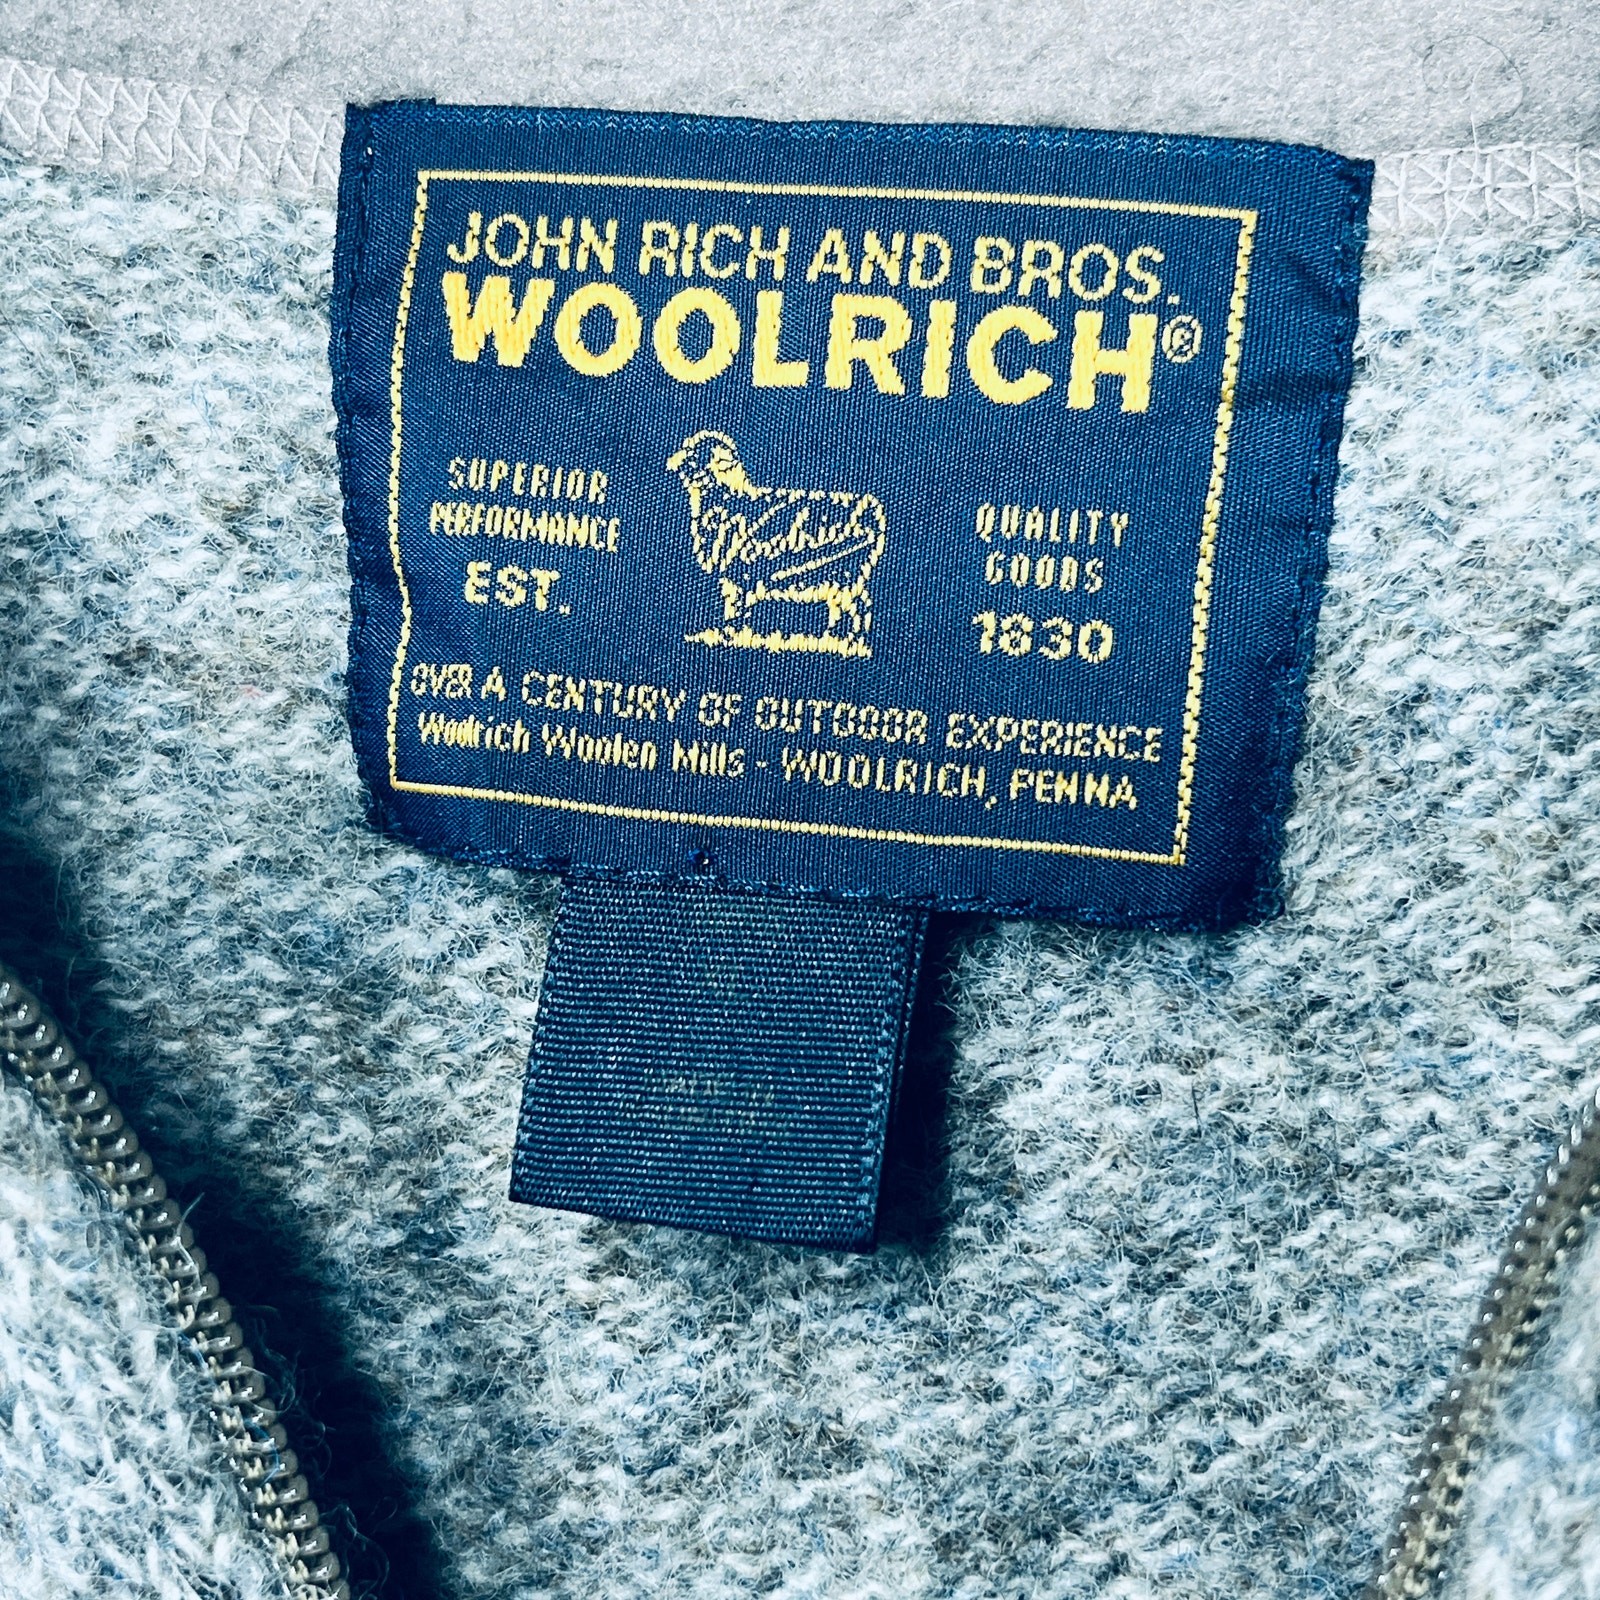 JOHN RICH AND BROS.
WOOLRICH®
SUPERIOR
PERFORMANCE
EST.
Woolrich
QUALITY
GOODS
1830
OVER A CENTURY OF OUTDOOR EXPERIENCE
Woolrich Woolen Mills - WOOLRICH, PENNA